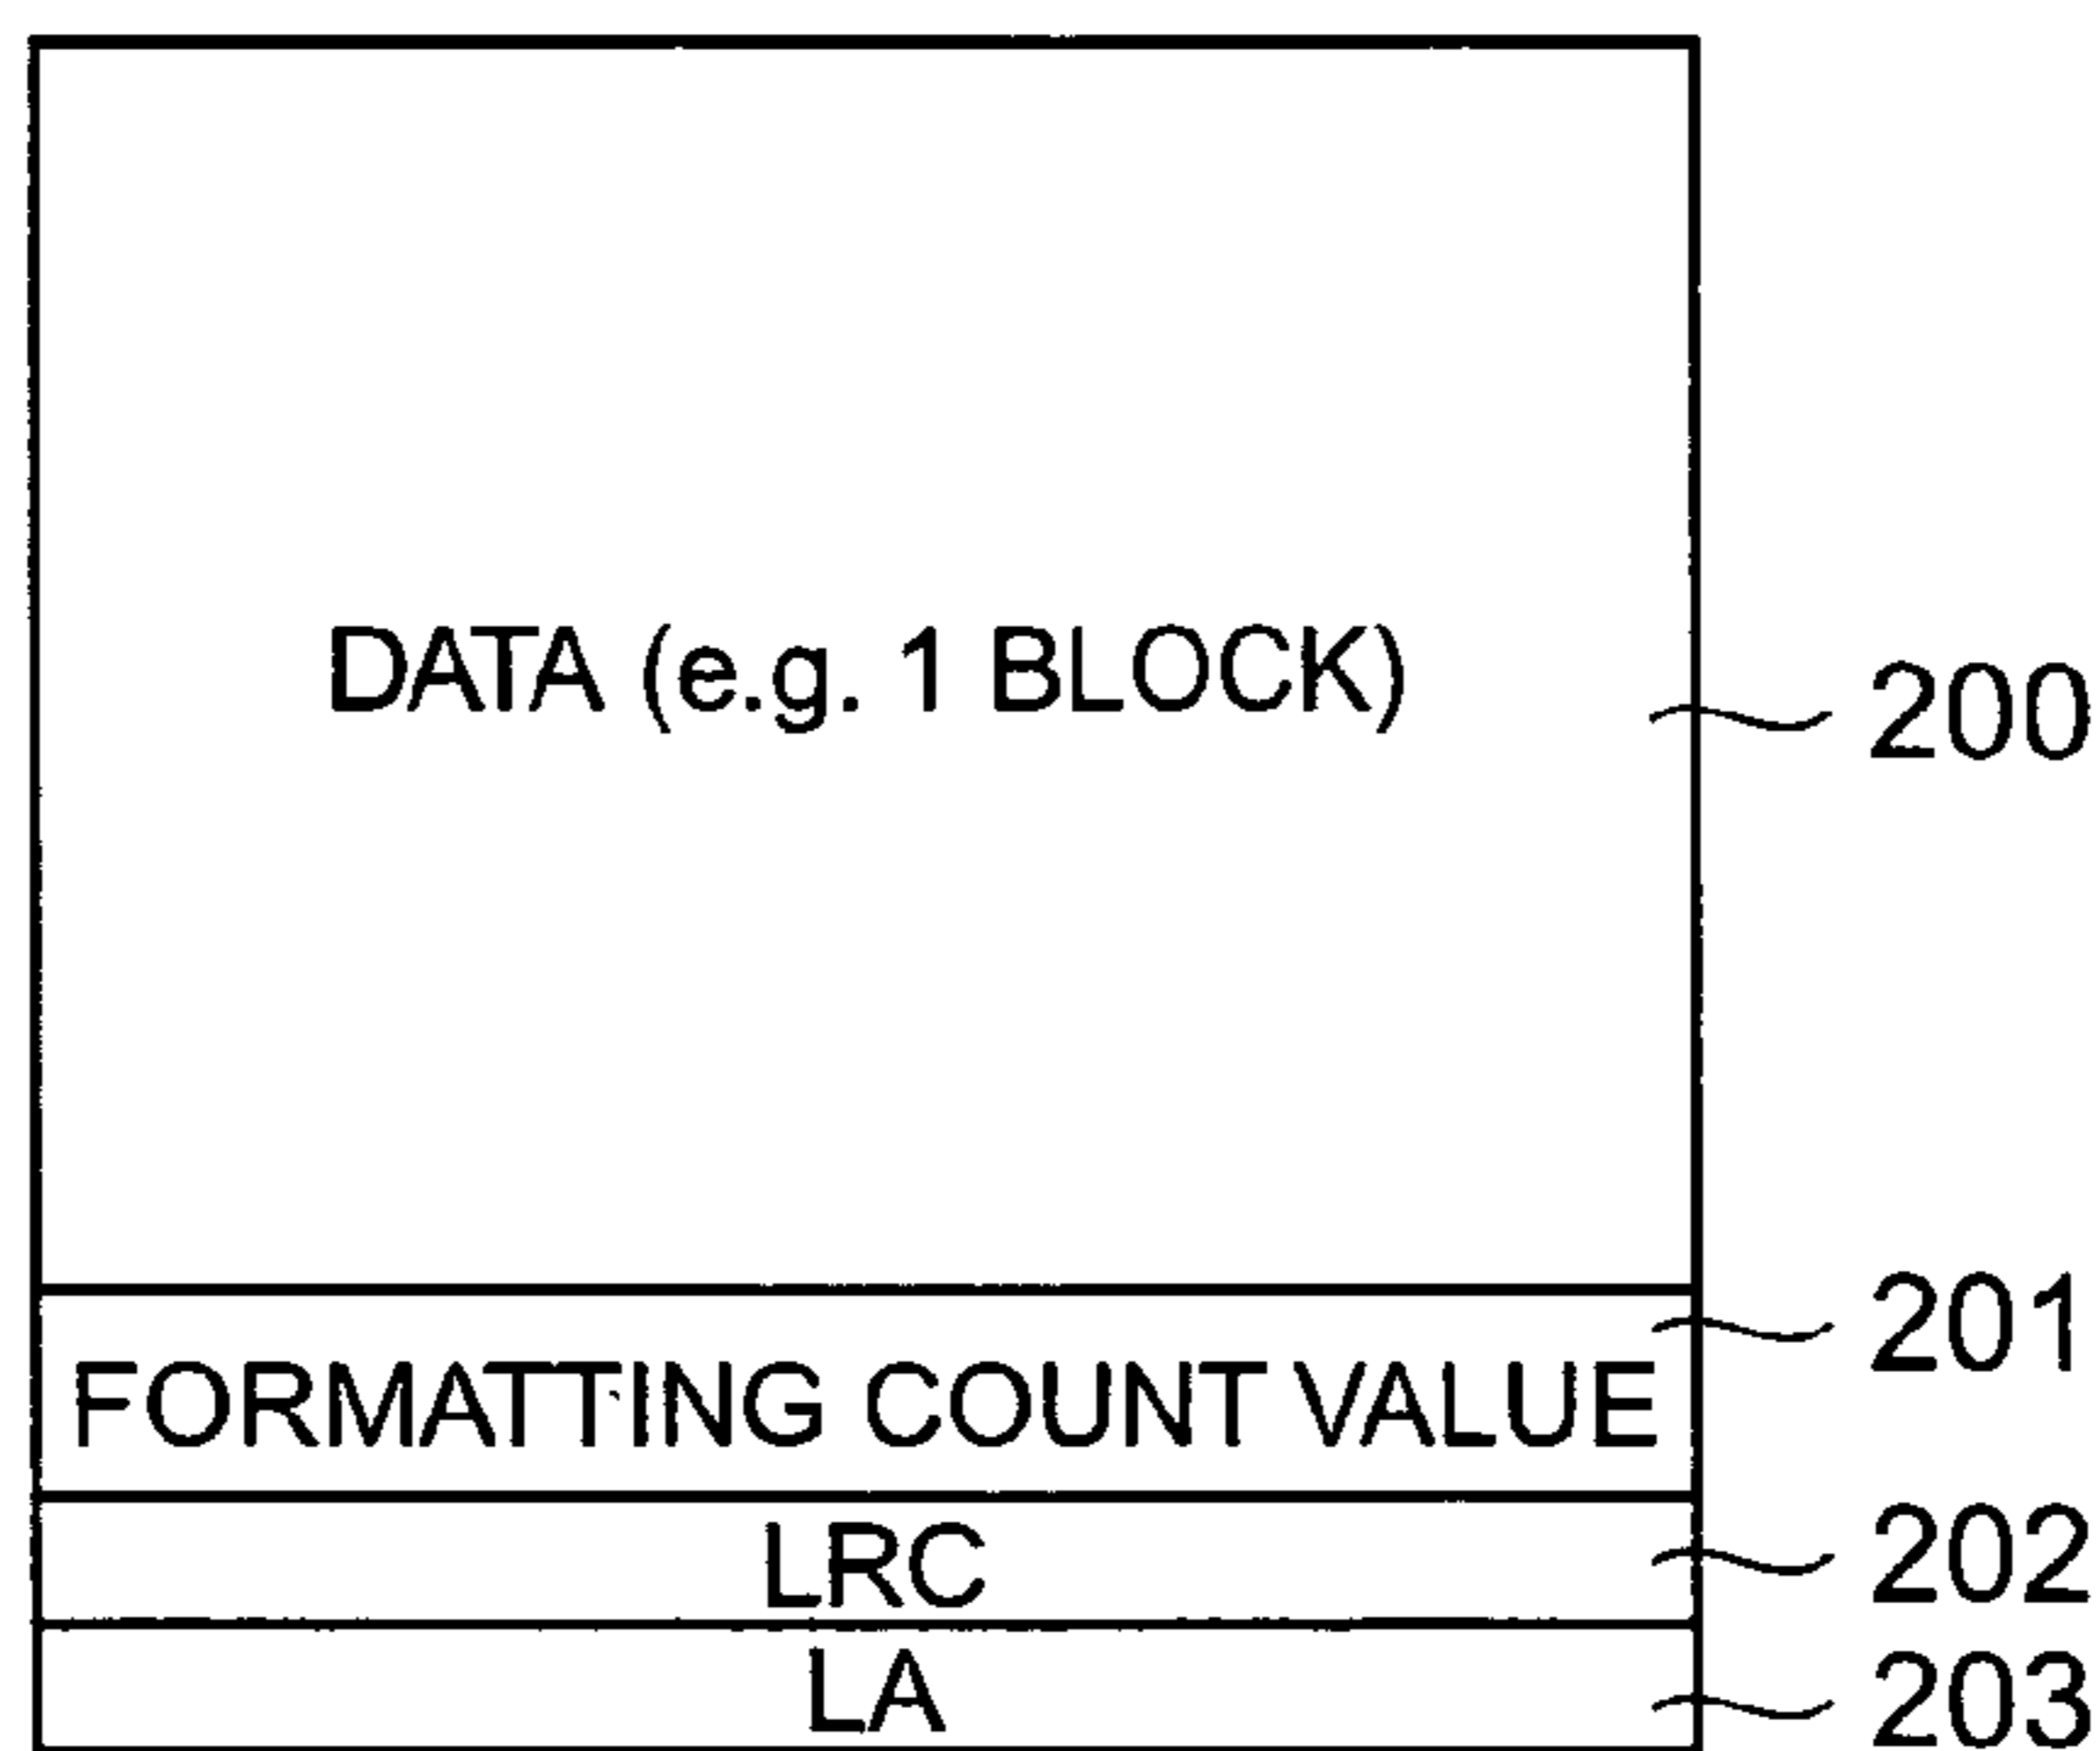 DATA (e.g. 1 BLOCK)
200
201
FORMATTING COUNT VALUE
LRC
202
LA
203